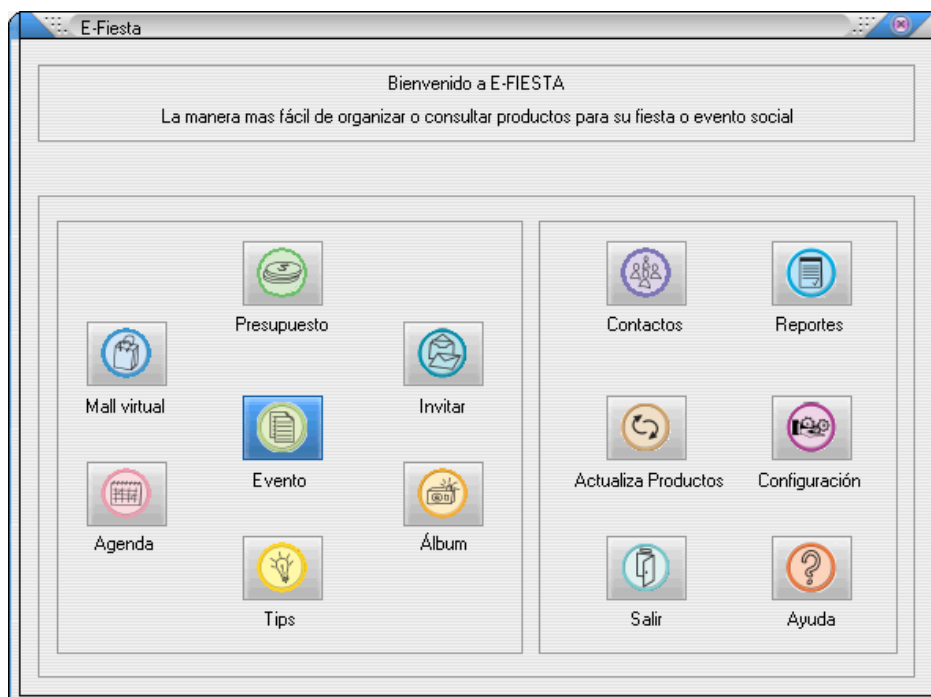 E-Fiesta
Bienvenido a E-FIESTA
La manera mas fácil de organizar o consultar productos para su fiesta o evento social
Presupuesto
Mall virtual
Invitar
Evento
Agenda
Álbum
Tips
Contactos
Reportes
Actualiza Productos
Configuración
Salir
Ayuda